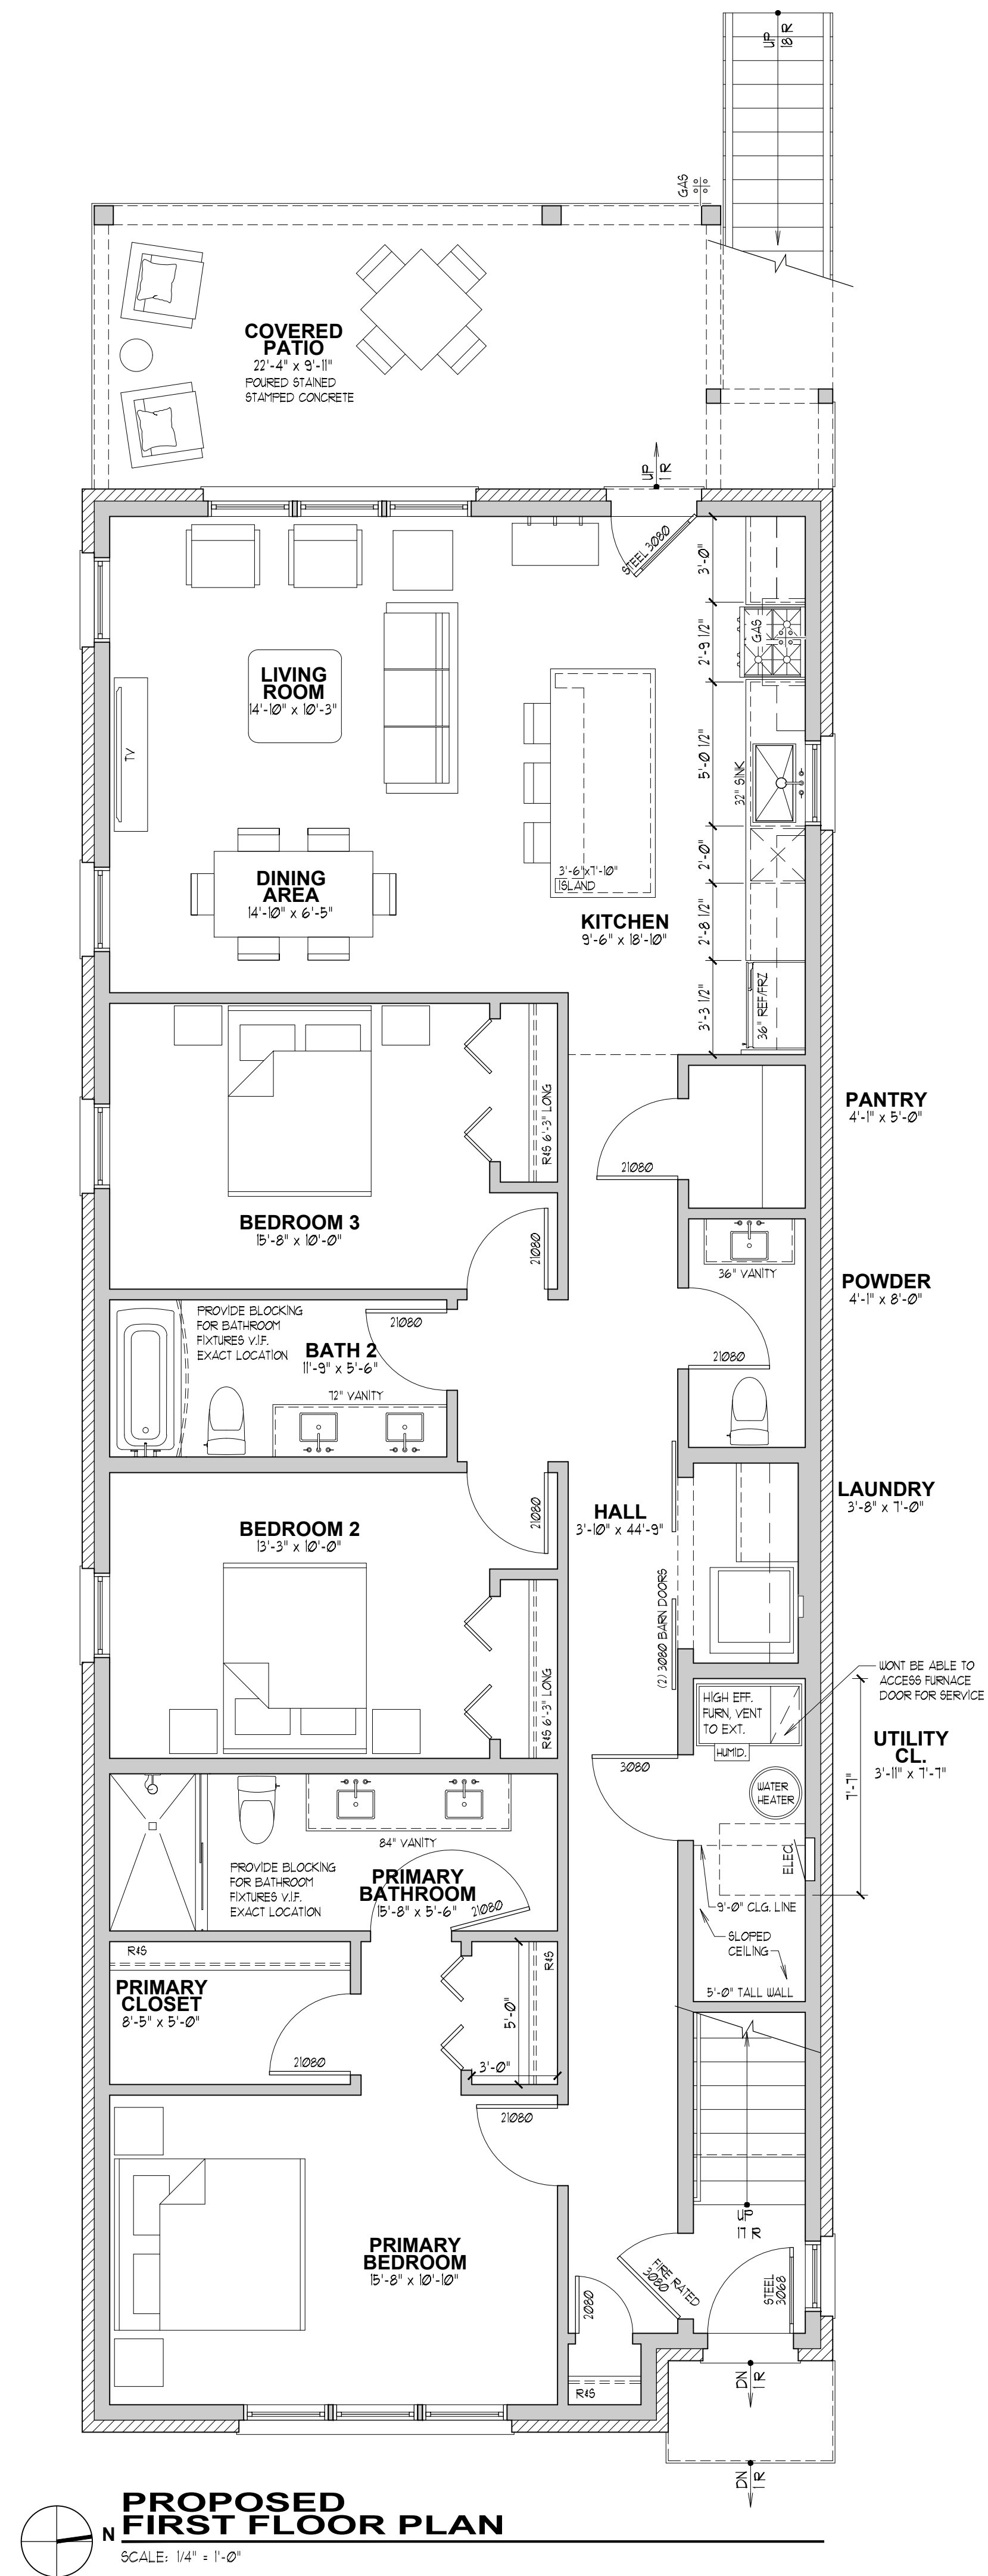 UP
18 R
GAS
COVERED
PATIO
22'-4" x 9'-11"
POURED STAINED
STAMPED CONCRETE
UP
1 R
STEEL 3080
3'-0"
2'-9 1/2"
GAS
LIVING
ROOM
14'-10" x 10'-3"
TV
5'-0 1/2"
32" SINK
2'-0"
3'-6"x7'-10"
ISLAND
DINING
AREA
14'-10" x 6'-5"
KITCHEN
9'-6" x 18'-10"
2'-8 1/2"
3'-3 1/2"
36" REF/FRZ
R&S 6'-3" LONG
PANTRY
4'-1" x 5'-0"
21080
BEDROOM 3
15'-8" x 10'-0"
21080
36" VANITY
POWDER
4'-1" x 8'-0"
21080
PROVIDE BLOCKING
FOR BATHROOM
FIXTURES V.I.F.
EXACT LOCATION
21080
BATH 2
11'-9" x 5'-6"
72" VANITY
BEDROOM 2
13'-3" x 10'-0"
21080
HALL
3'-10" x 44'-9"
LAUNDRY
3'-8" x 7'-0"
(2) 3080 BARN DOORS
R&S 6'-3" LONG
WONT BE ABLE TO
ACCESS FURNACE
DOOR FOR SERVICE
HIGH EFF.
FURN, VENT
TO EXT.
HUMID.
UTILITY
CL.
3'-11" x 7'-7"
7'-7"
3080
WATER
HEATER
ELEC.
84" VANITY
PROVIDE BLOCKING
FOR BATHROOM
FIXTURES V.I.F.
EXACT LOCATION
PRIMARY
BATHROOM
15'-8" x 5'-6"
21080
9'-0" CLG. LINE
SLOPED
CEILING
5'-0" TALL WALL
R&S
PRIMARY
CLOSET
8'-5" x 5'-0"
21080
R&S
5'-0"
3'-0"
21080
UP
17 R
PRIMARY
BEDROOM
15'-8" x 10'-10"
FIRE RATED
3080
STEEL
3068
2080
R&S
DN
1 R
DN
1 R
PROPOSED
FIRST FLOOR PLAN
N
SCALE: 1/4" = 1'-0"